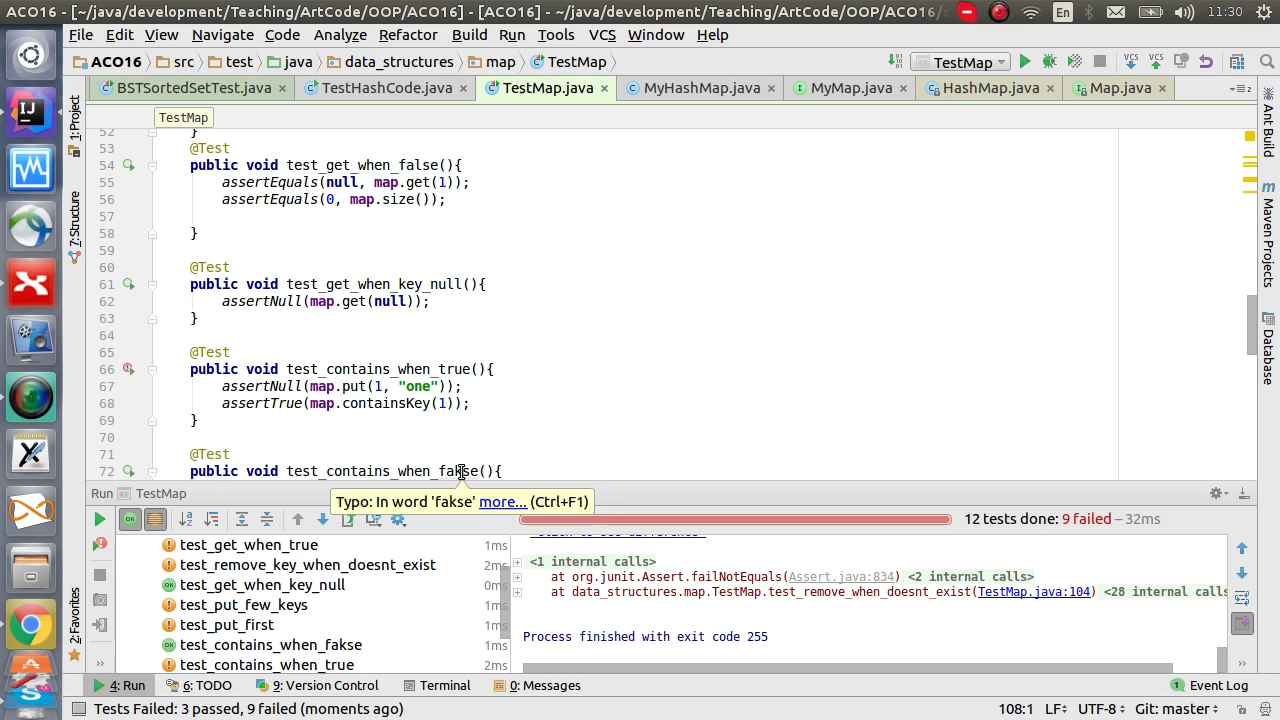 ACO16 - [~/java/development/Teaching/ArtCode/OOP/ACO16] - [ACO16] - ~/java/development/Teaching/ArtCode/OOP/ACO16/s
En
11:30
File Edit View Navigate Code Analyze Refactor Build Run Tools VCS Window Help
ACO16 src test java data_structures map TestMap
TestMap
VCS VCS
BSTSortedSetTest.java × TestHashCode.java × TestMap.java × MyHashMap.java × MyMap.java × HashMap.java × Map.java ×
TestMap
52 }
53 @Test
54 public void test_get_when_false(){
55 assertEquals(null, map.get(1));
56 assertEquals(0, map.size());
57
58 }
59
60 @Test
61 public void test_get_when_key_null(){
62 assertNull(map.get(null));
63 }
64
65 @Test
66 public void test_contains_when_true(){
67 assertNull(map.put(1, "one"));
68 assertTrue(map.containsKey(1));
69 }
70
71 @Test
72 public void test_contains_when_fakse(){
Typo: In word 'fakse' more... (Ctrl+F1)
1: Project
7: Structure
2: Favorites
Ant Build
Maven Projects
Database
Run TestMap
12 tests done: 9 failed – 32ms
test_get_when_true 1ms
test_remove_key_when_doesnt_exist 2ms
test_get_when_key_null 0ms
test_put_few_keys 1ms
test_put_first 1ms
test_contains_when_fakse 1ms
test_contains_when_true 2ms
<1 internal calls>
at org.junit.Assert.failNotEquals(Assert.java:834) <2 internal calls>
at data_structures.map.TestMap.test_remove_when_doesnt_exist(TestMap.java:104) <28 internal calls
Process finished with exit code 255
4: Run 6: TODO 9: Version Control Terminal 0: Messages 1 Event Log
Tests Failed: 3 passed, 9 failed (moments ago) 108:1 LF÷ UTF-8÷ Git: master÷